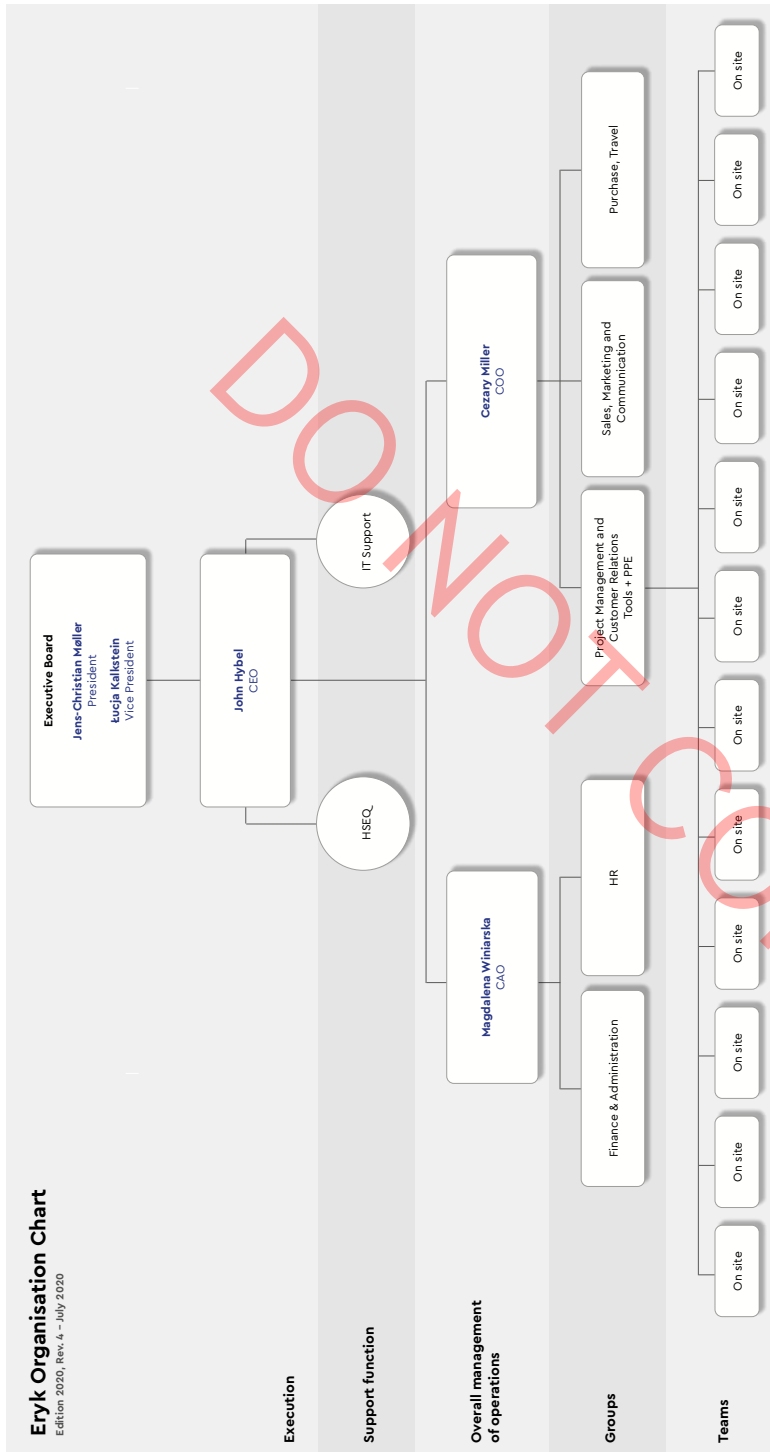 Eryk Organisation Chart
Edition 2020, Rev. 4 – July 2020
Executive Board
Jens-Christian Møller
President
Łucja Kalkstein
Vice President
Execution
John Hybel
CEO
Support function
HSEQ
IT Support
Overall management
of operations
Magdalena Winiarska
CAO
Cezary Miller
COO
Groups
Finance & Administration
HR
Project Management and
Customer Relations
Tools + PPE
Sales, Marketing and
Communication
Purchase, Travel
Teams
On site
On site
On site
On site
On site
On site
On site
On site
On site
On site
On site
On site
DO NOT CO